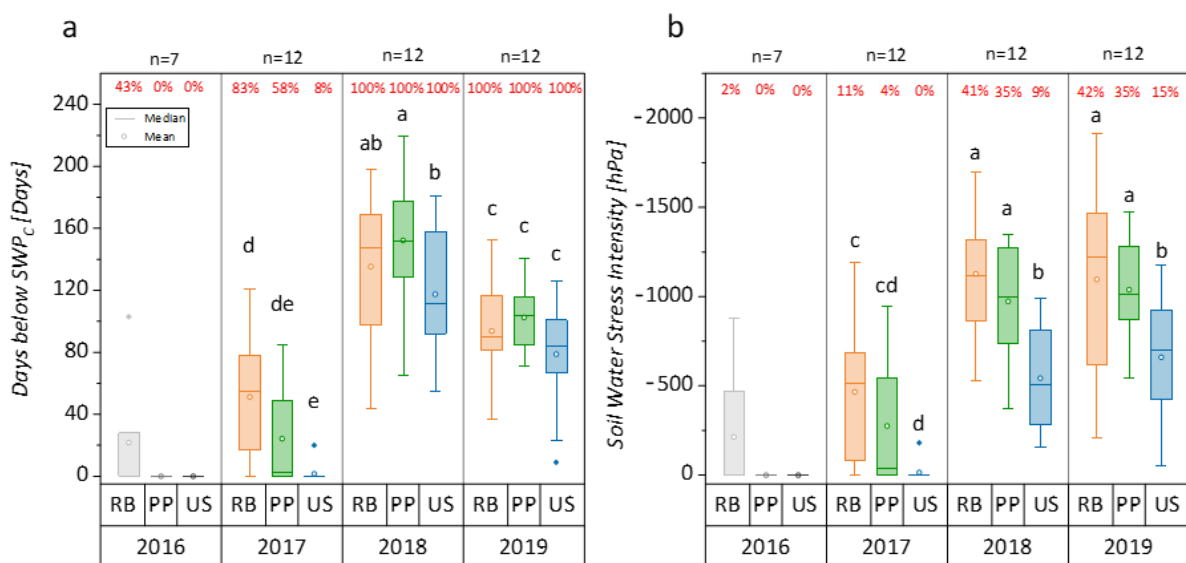 a
n=7 n=12 n=12 n=12
43% 0% 0% 83% 58% 8% 100% 100% 100% 100% 100% 100%
Median
Mean
Days below SWPC [Days]
240
200
160
120
80
40
0
d de e ab a b c c c
RB PP US RB PP US RB PP US RB PP US
2016 2017 2018 2019
b
n=7 n=12 n=12 n=12
2% 0% 0% 11% 4% 0% 41% 35% 9% 42% 35% 15%
Soil Water Stress Intensity [hPa]
-2000
-1500
-1000
-500
0
c cd d a a b a a b
RB PP US RB PP US RB PP US RB PP US
2016 2017 2018 2019